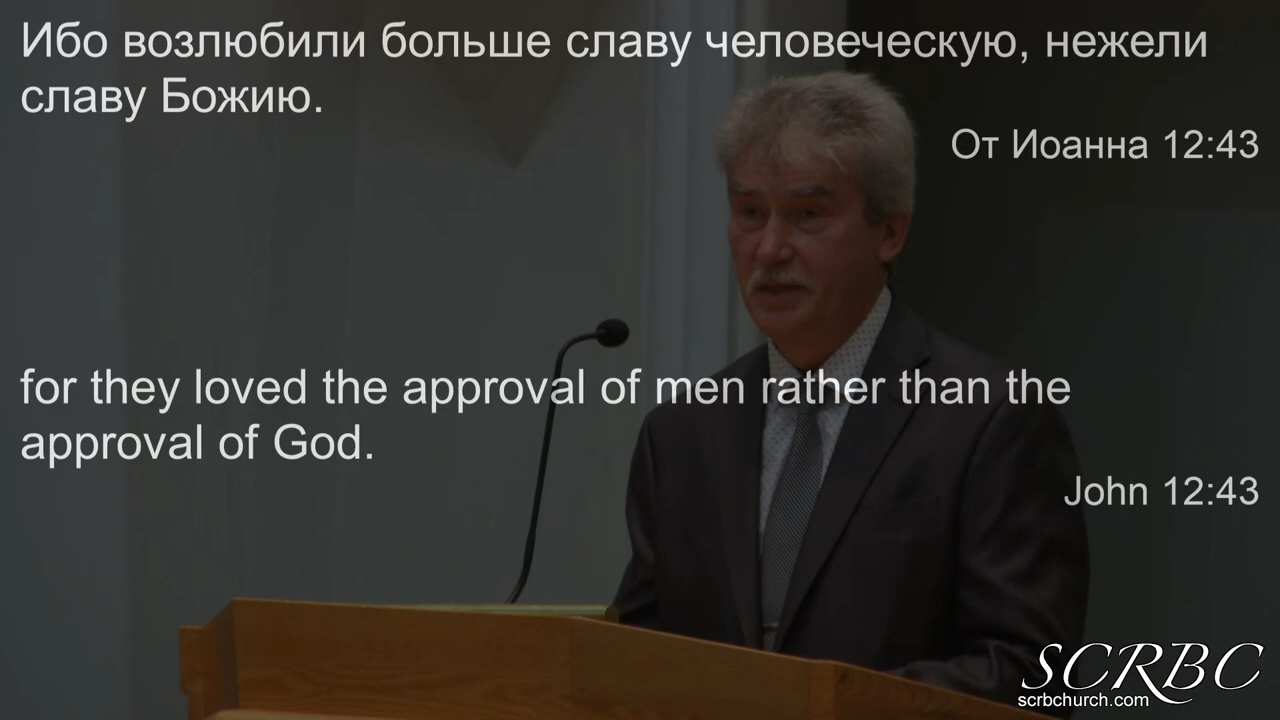 Ибо возлюбили больше славу человеческую, нежели
славу Божию.
От Иоанна 12:43
for they loved the approval of men rather than the
approval of God.
John 12:43
SCRBC
scrbchurch.com